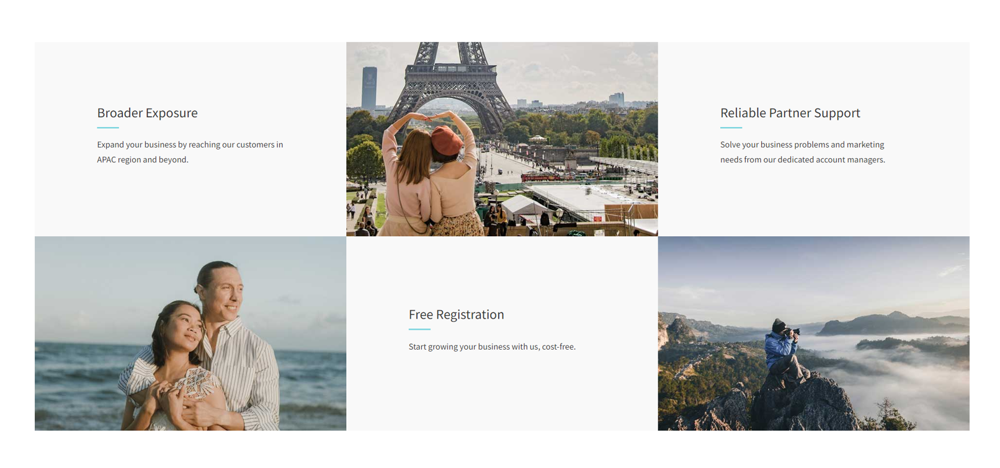 Broader Exposure
Expand your business by reaching our customers in
APAC region and beyond.
Reliable Partner Support
Solve your business problems and marketing
needs from our dedicated account managers.
Free Registration
Start growing your business with us, cost-free.